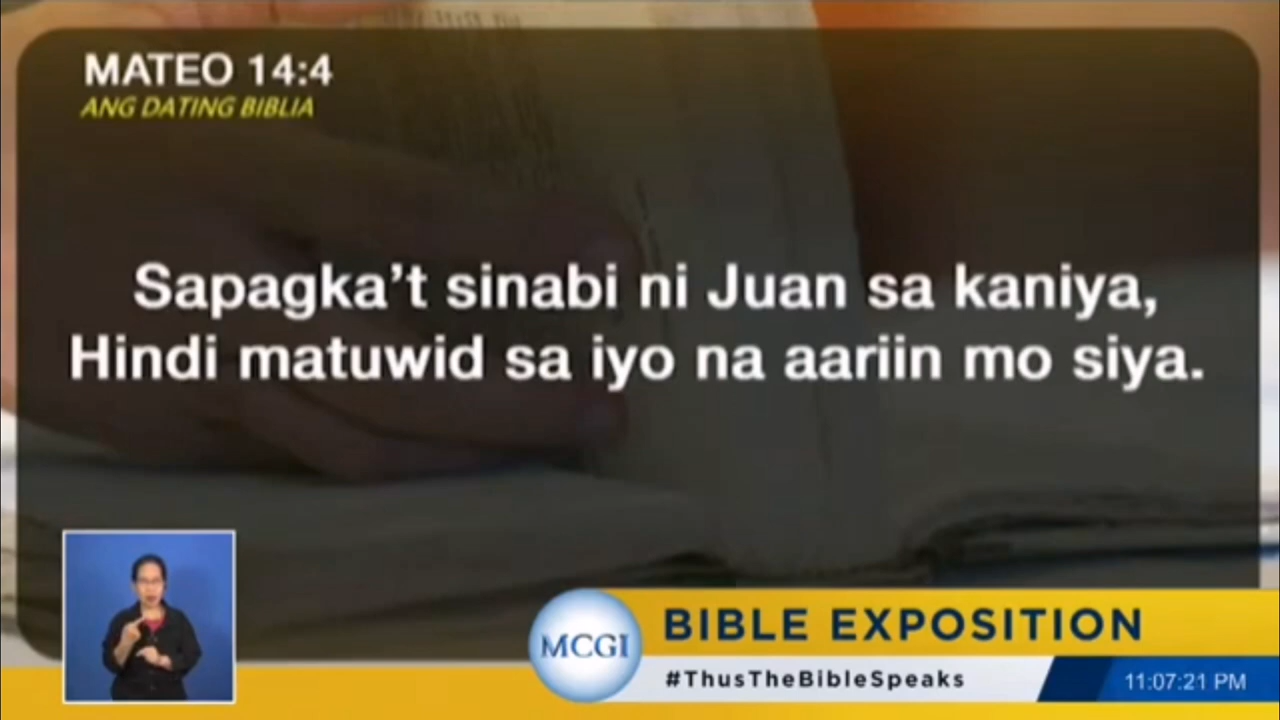 MATEO 14:4
ANG DATING BIBLIA
Sapagka’t sinabi ni Juan sa kaniya,
Hindi matuwid sa iyo na aariin mo siya.
MCGI
BIBLE EXPOSITION
#ThusTheBibleSpeaks
11:07:21 PM